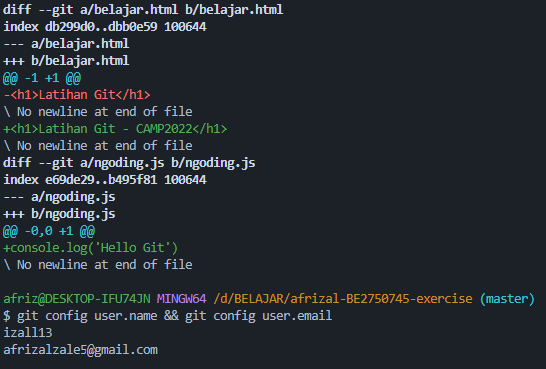 diff --git a/belajar.html b/belajar.html
index db299d0..dbb0e59 100644
--- a/belajar.html
+++ b/belajar.html
@@ -1 +1 @@
-<h1>Latihan Git</h1>
\ No newline at end of file
+<h1>Latihan Git - CAMP2022</h1>
\ No newline at end of file
diff --git a/ngoding.js b/ngoding.js
index e69de29..b495f81 100644
--- a/ngoding.js
+++ b/ngoding.js
@@ -0,0 +1 @@
+console.log('Hello Git')
\ No newline at end of file
afriz@DESKTOP-IFU74JN MINGW64 /d/BELAJAR/afrizal-BE2750745-exercise (master)
$ git config user.name && git config user.email
izall13
afrizalzale5@gmail.com